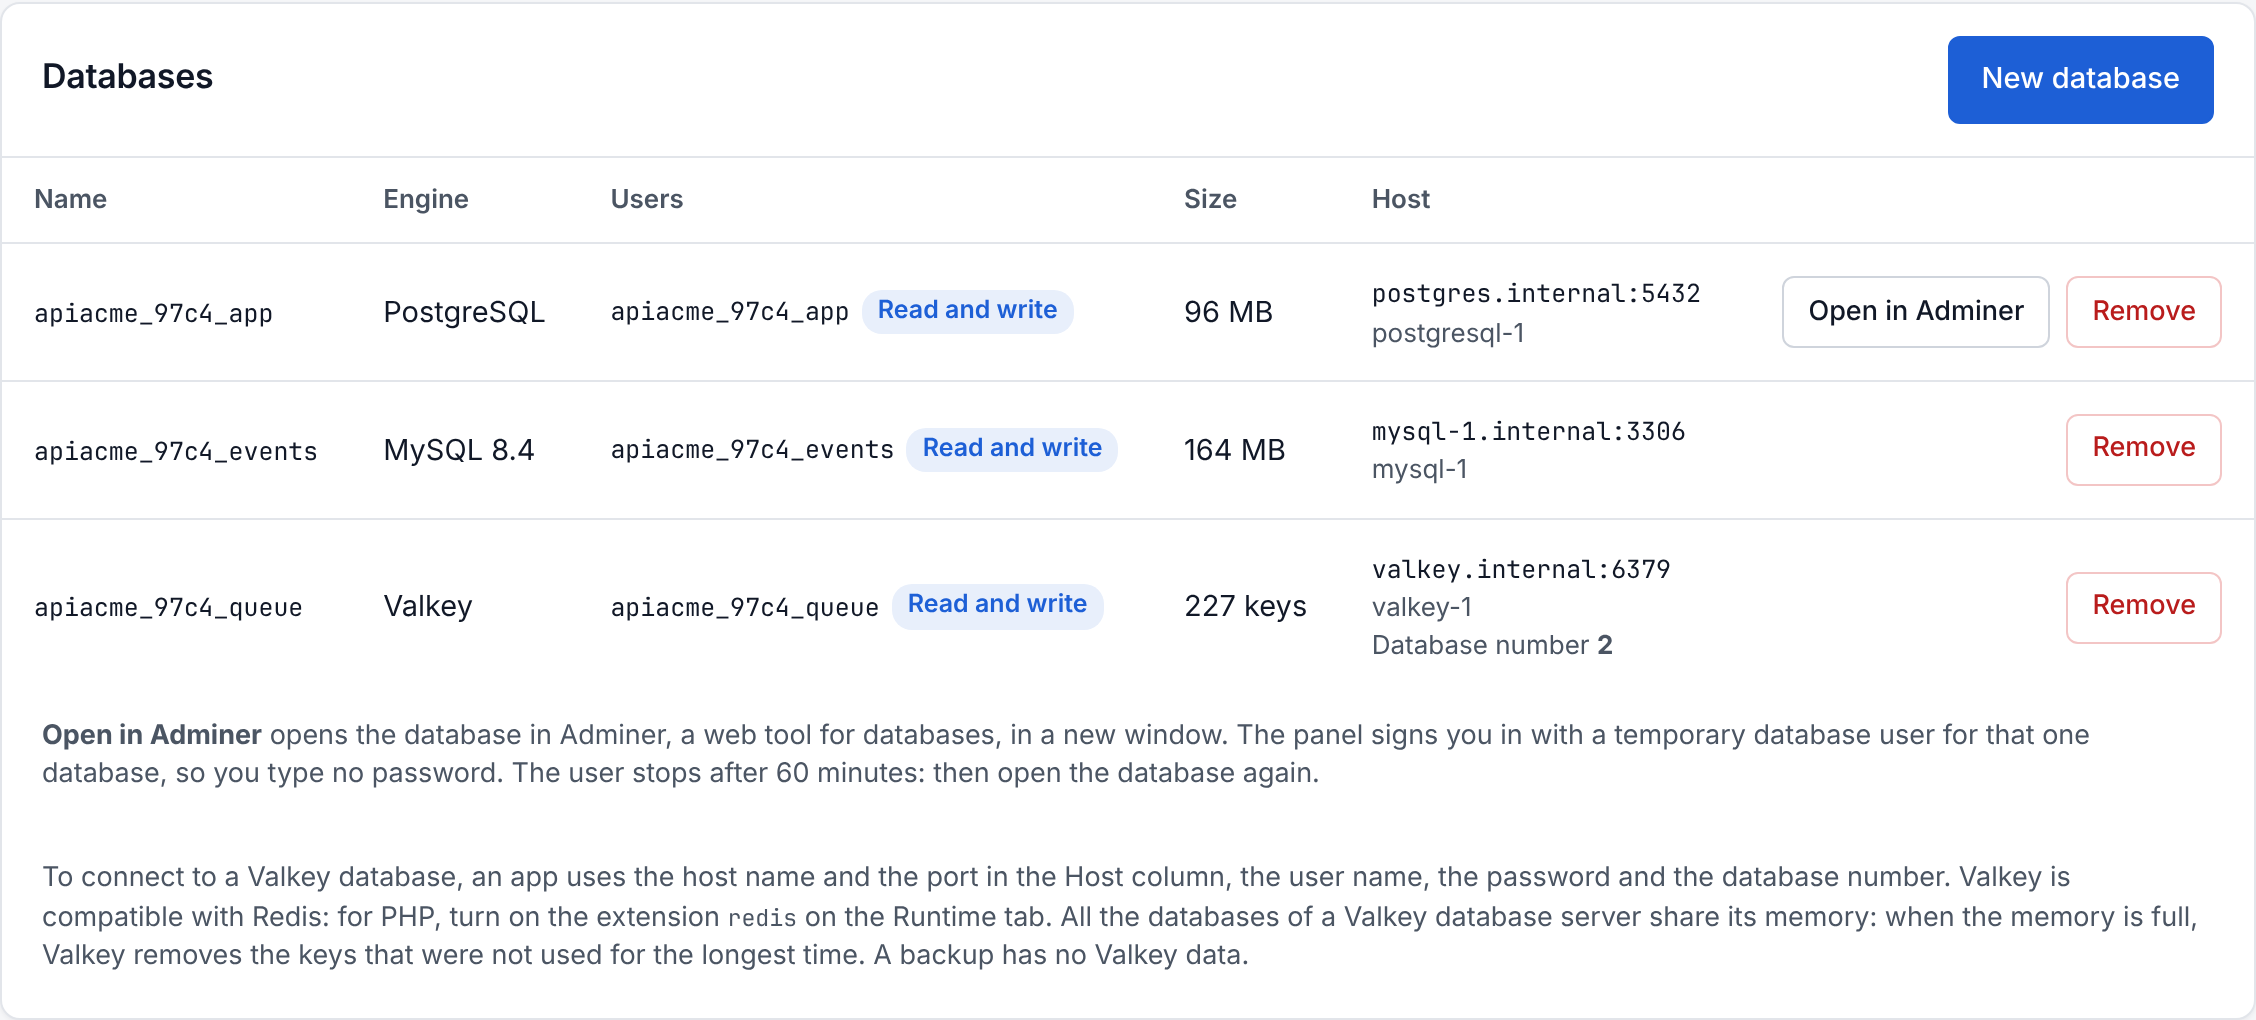 Databases
New database
Name Engine Users Size Host
apiacme_97c4_app PostgreSQL apiacme_97c4_app Read and write 96 MB postgres.internal:5432 Open in Adminer Remove
postgresql-1
apiacme_97c4_events MySQL 8.4 apiacme_97c4_events Read and write 164 MB mysql-1.internal:3306 Remove
mysql-1
apiacme_97c4_queue Valkey apiacme_97c4_queue Read and write 227 keys valkey.internal:6379 Remove
valkey-1
Database number 2
Open in Adminer opens the database in Adminer, a web tool for databases, in a new window. The panel signs you in with a temporary database user for that one
database, so you type no password. The user stops after 60 minutes: then open the database again.
To connect to a Valkey database, an app uses the host name and the port in the Host column, the user name, the password and the database number. Valkey is
compatible with Redis: for PHP, turn on the extension redis on the Runtime tab. All the databases of a Valkey database server share its memory: when the memory is full,
Valkey removes the keys that were not used for the longest time. A backup has no Valkey data.